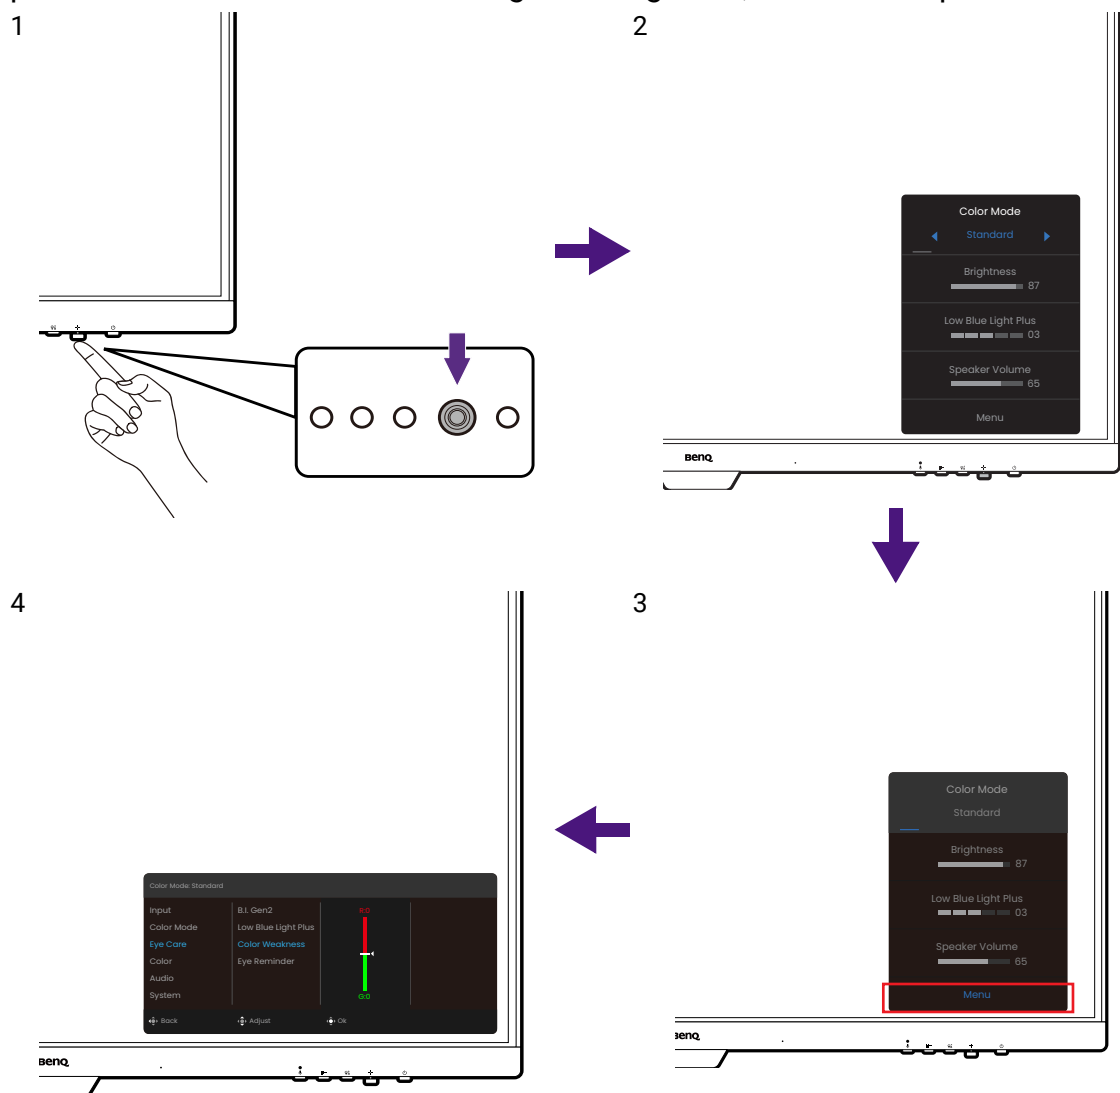 1
2
Color Mode
Standard
Brightness
87
Low Blue Light Plus
03
Speaker Volume
65
Menu
BenQ
4
3
Color Mode
Standard
Brightness
87
Low Blue Light Plus
03
Speaker Volume
65
Menu
BenQ
Color Mode: Standard
Input B.I. Gen2 R:0
Color Mode Low Blue Light Plus
Eye Care Color Weakness
Color Eye Reminder
Audio
System G:0
Back Adjust Ok
BenQ